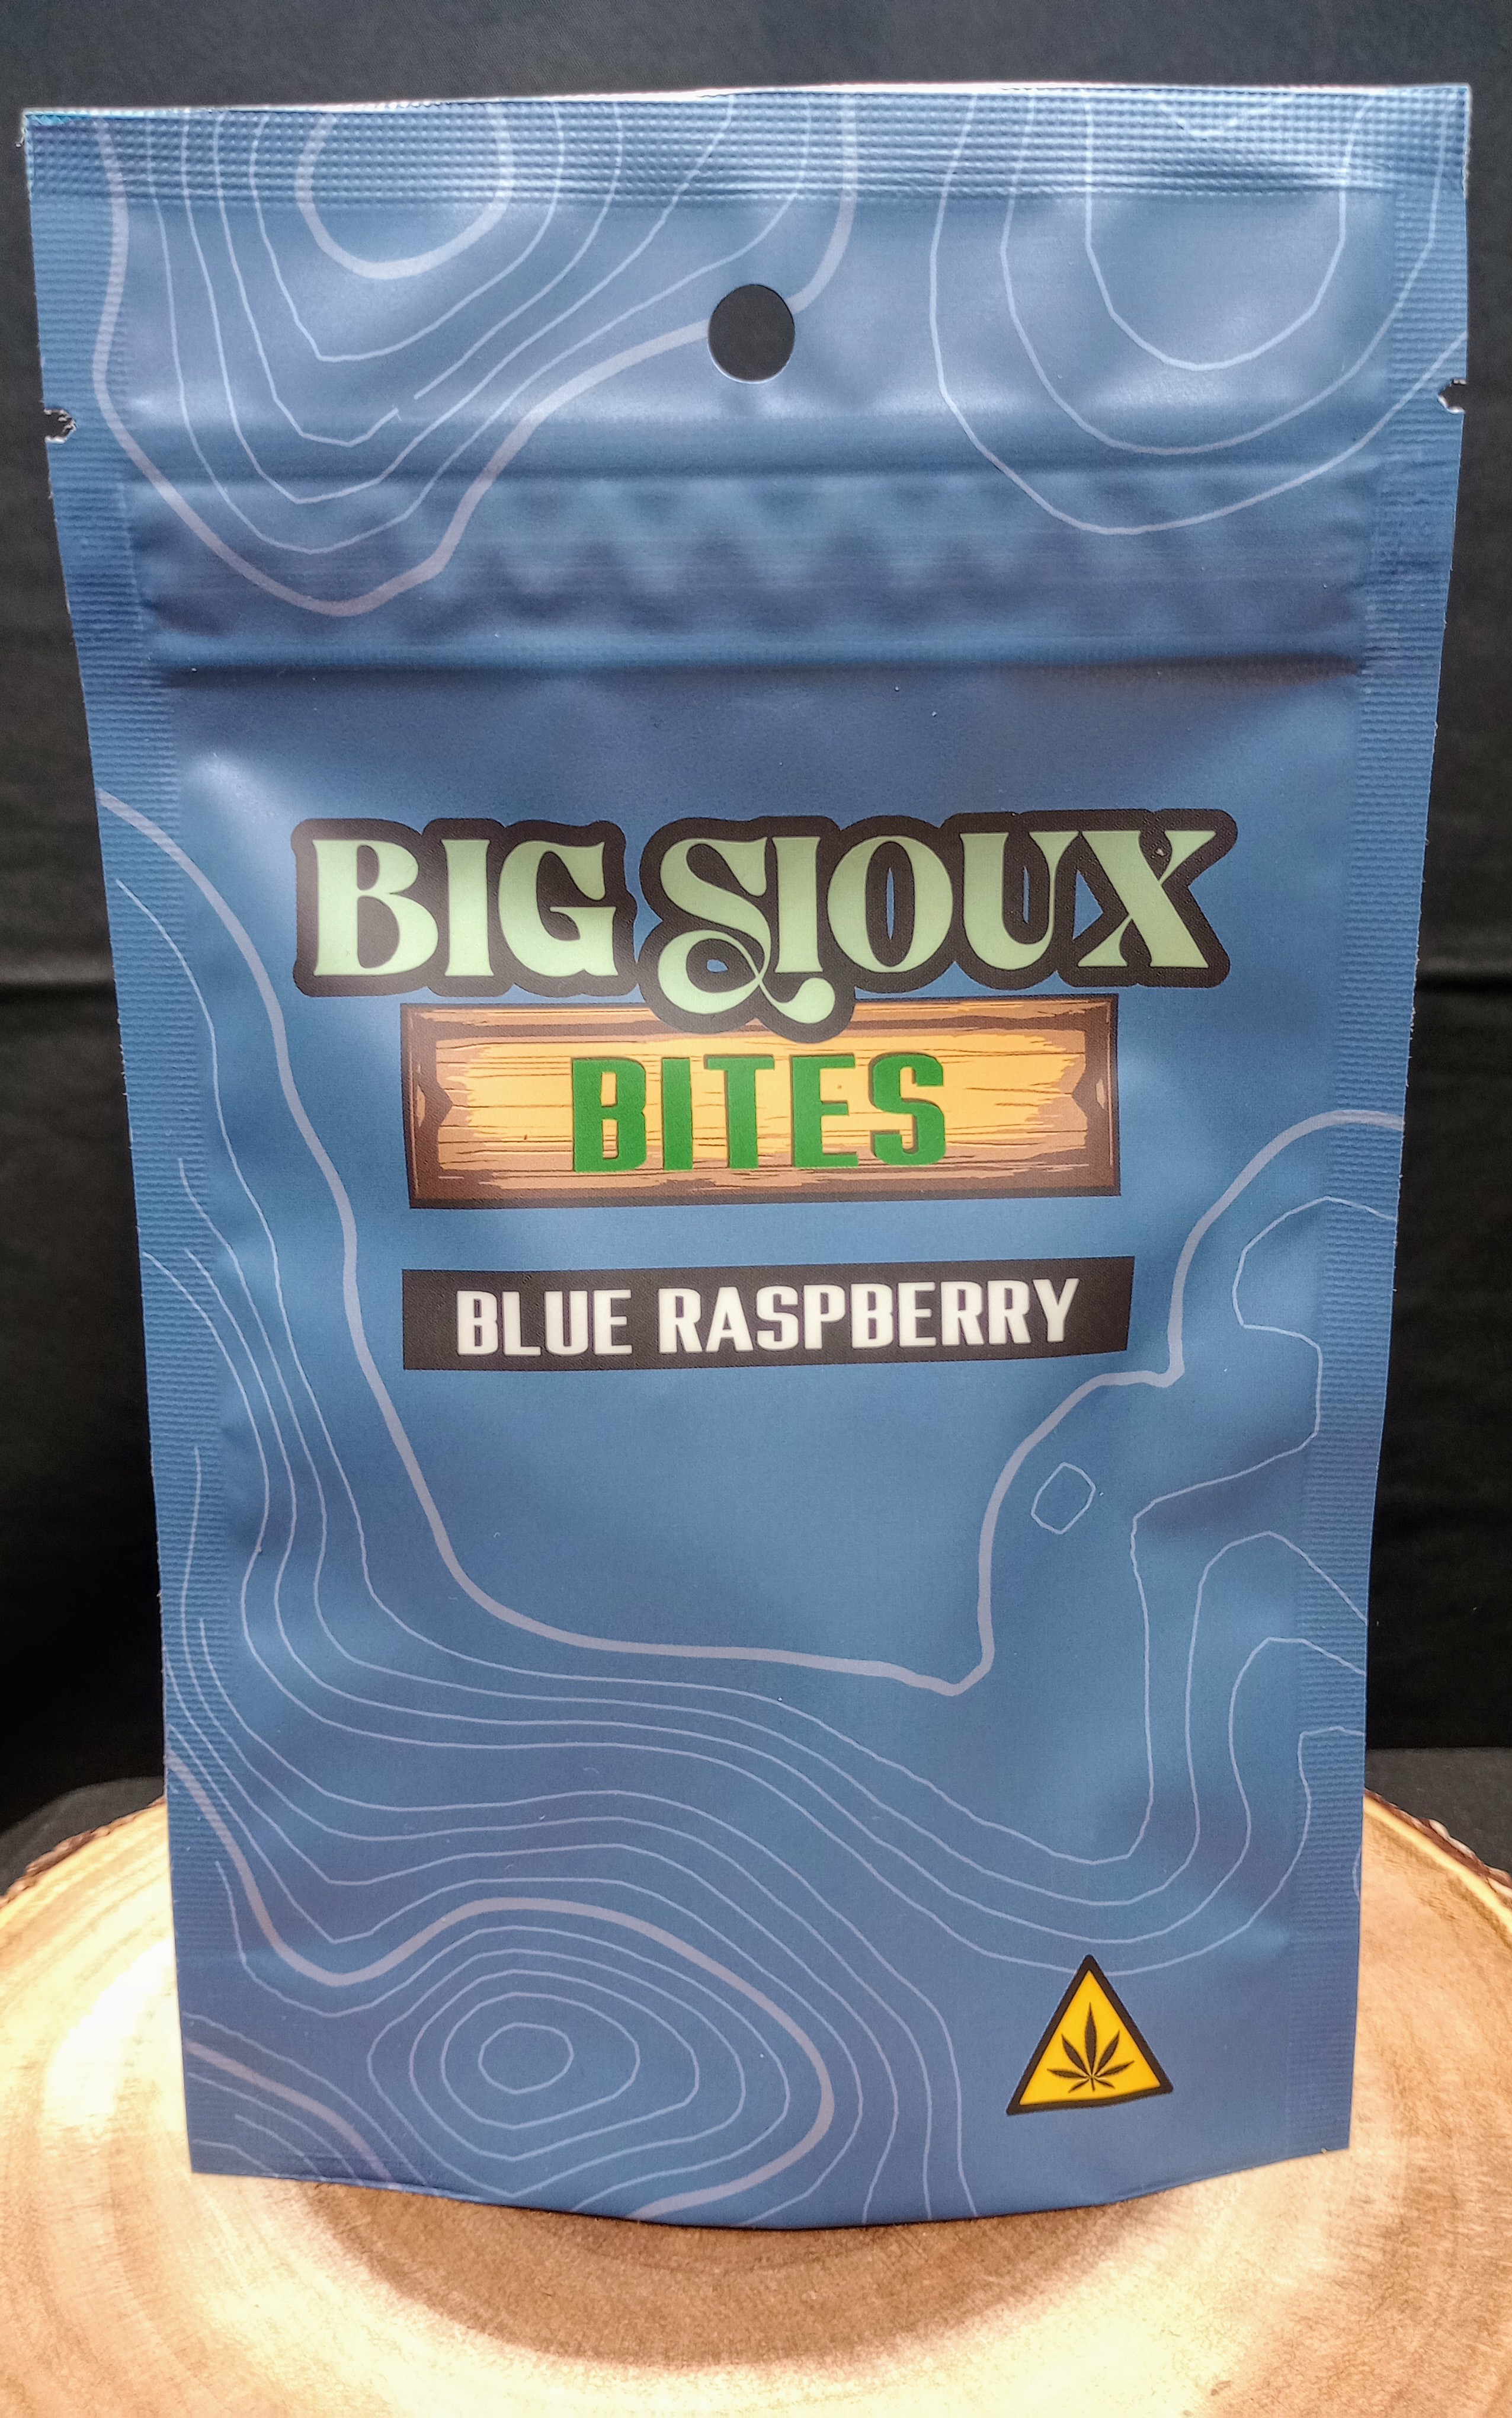 BIG SIOUX
BITES
BLUE RASPBERRY